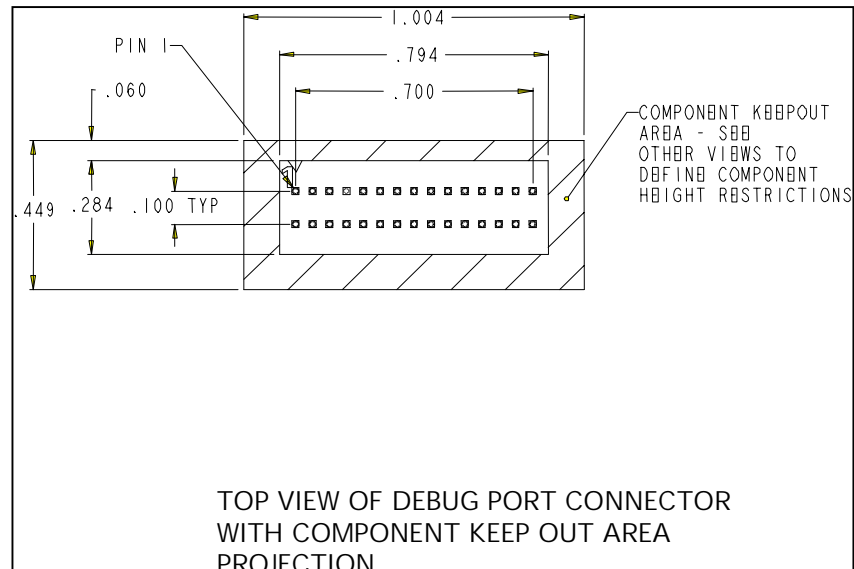 1.004
PIN 1
.794
.060
.700
COMPONENT KEEPOUT
AREA - SEE
OTHER VIEWS TO
DEFINE COMPONENT
HEIGHT RESTRICTIONS
.449 .284 .100 TYP
TOP VIEW OF DEBUG PORT CONNECTOR
WITH COMPONENT KEEP OUT AREA
PROJECTION